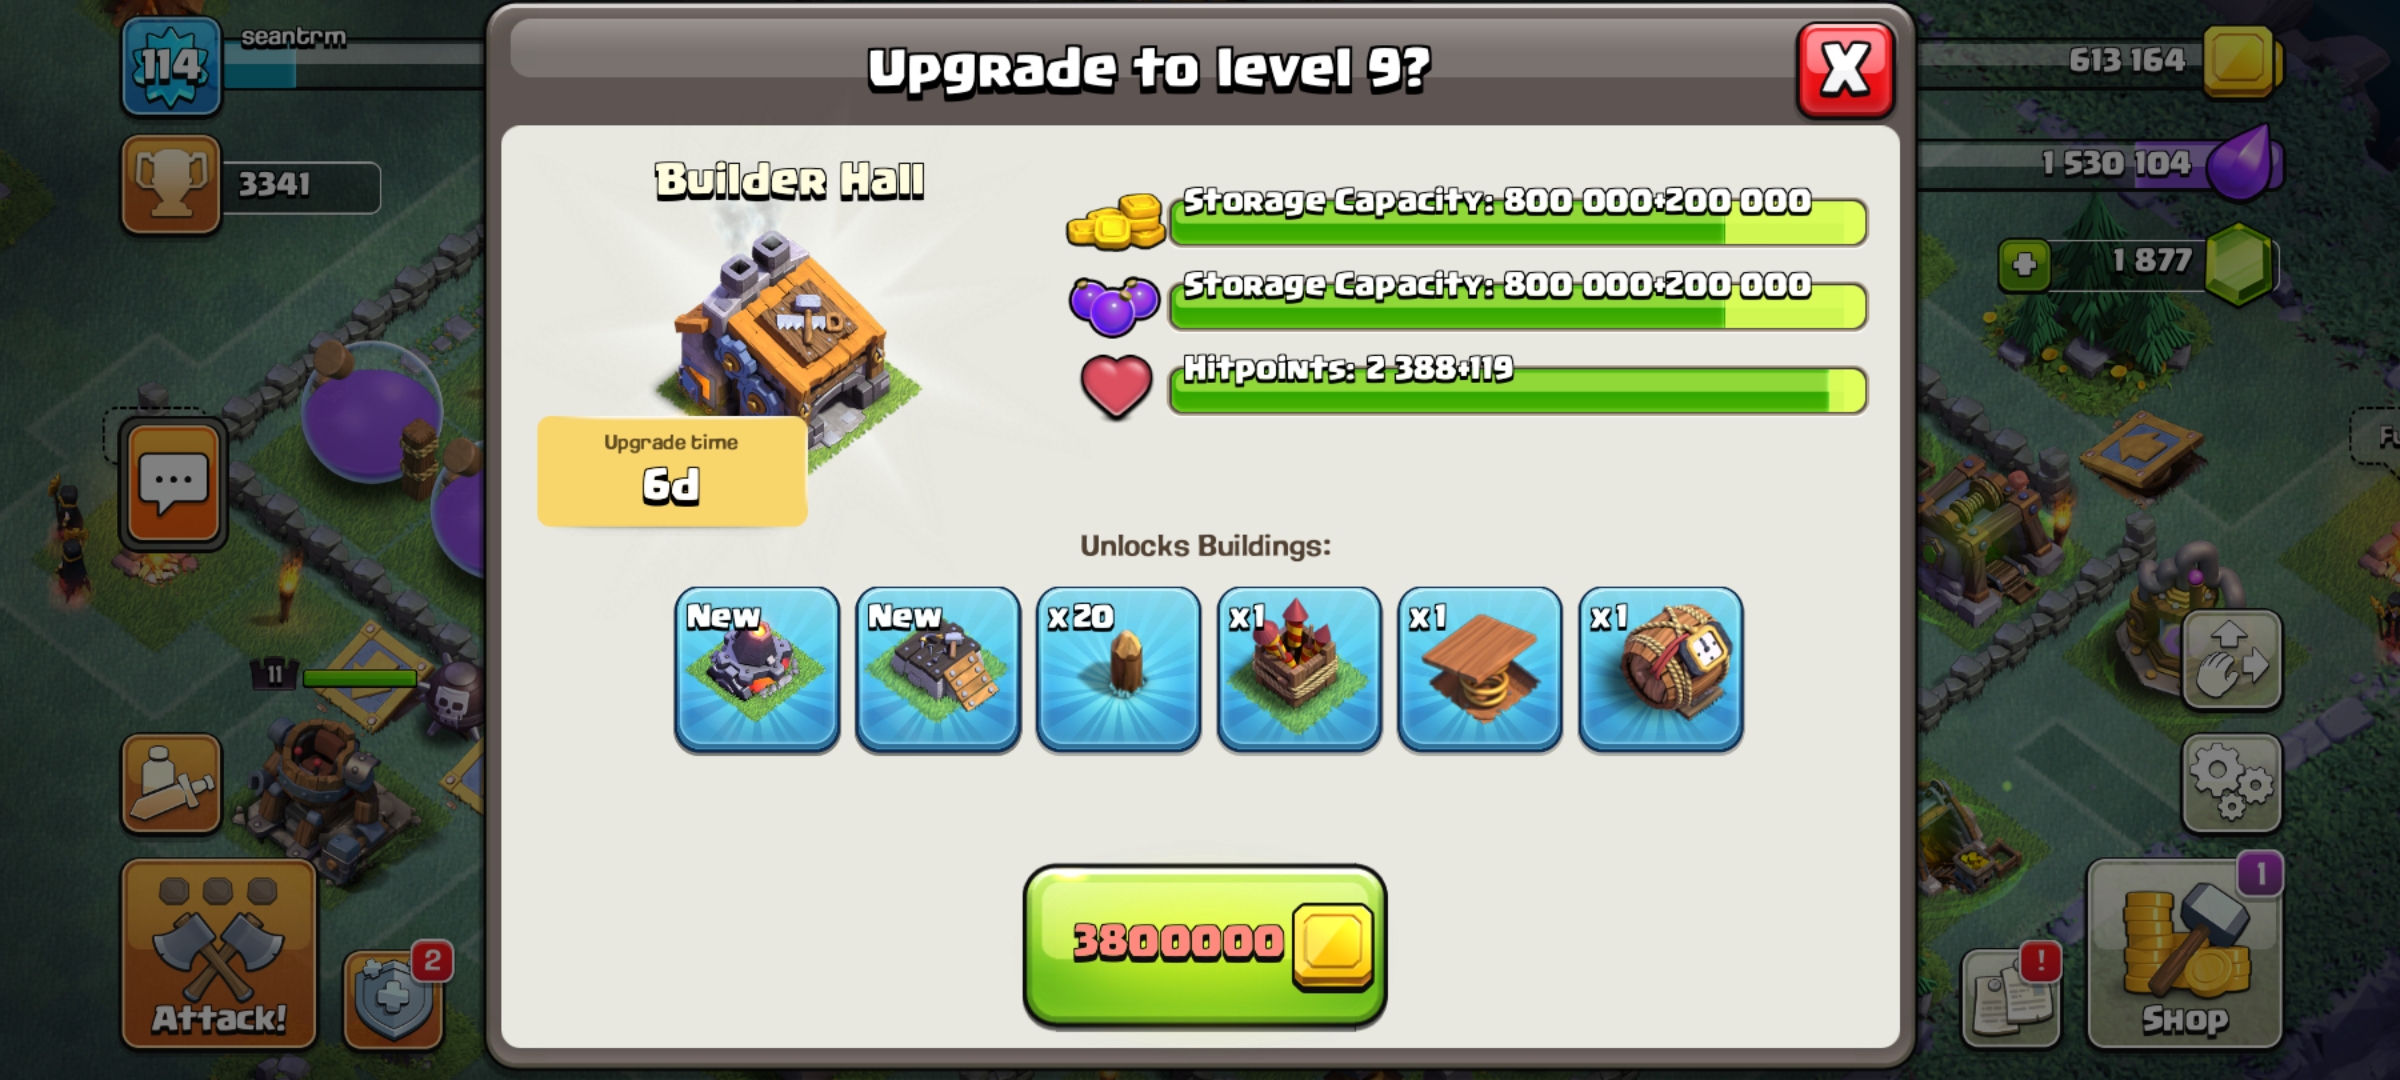 114
seantrm
3341
Upgrade to level 9?
X
613 164
1 530 104
1 877
Builder Hall
Storage Capacity: 800 000+200 000
Storage Capacity: 800 000+200 000
Hitpoints: 2 388+119
Upgrade time
6d
Unlocks Buildings:
New
New
x20
x1
x1
x1
11
3800000
Attack!
2
!
1
Shop